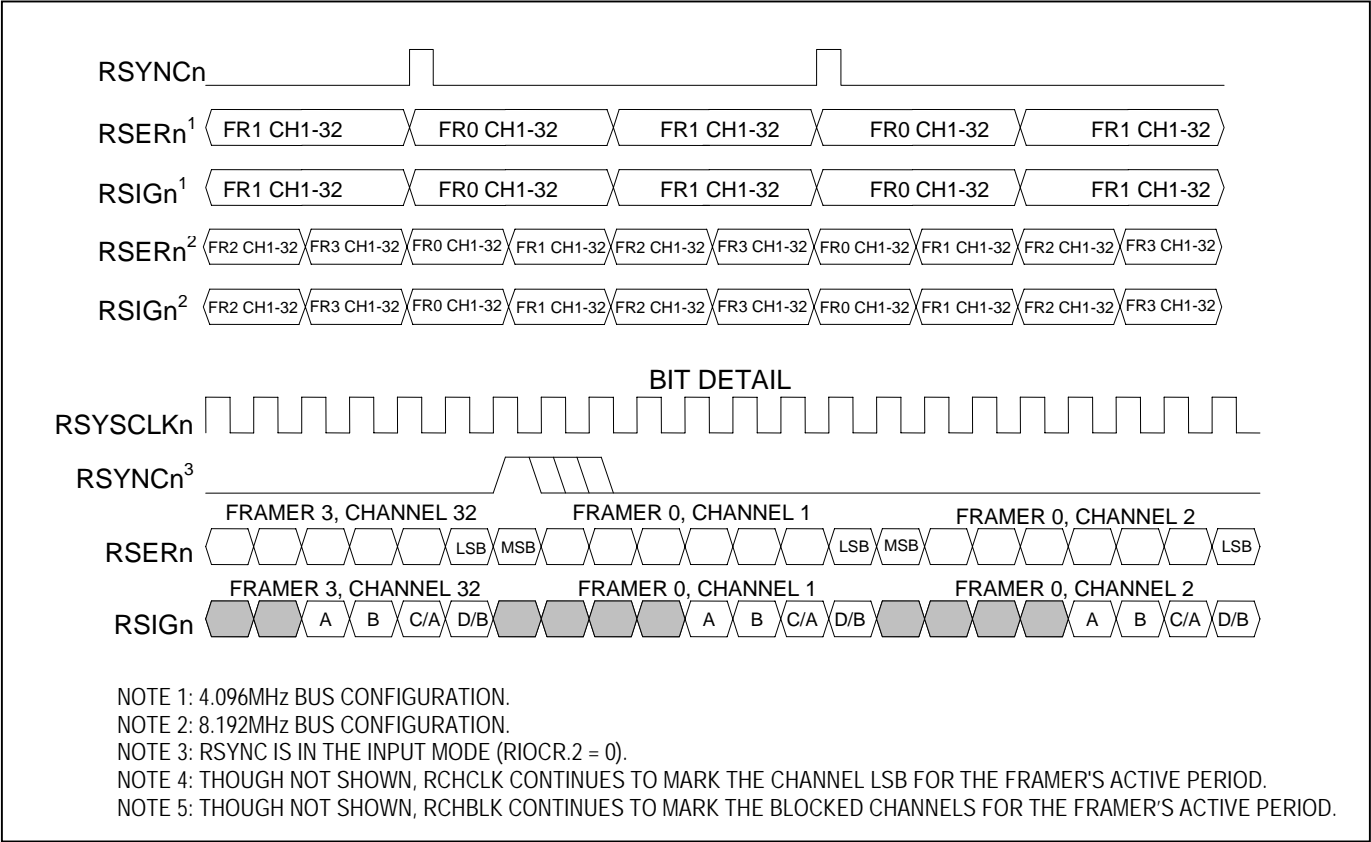 RSYNCn
RSERn1 FR1 CH1-32 FR0 CH1-32 FR1 CH1-32 FR0 CH1-32 FR1 CH1-32
RSIGn1 FR1 CH1-32 FR0 CH1-32 FR1 CH1-32 FR0 CH1-32 FR1 CH1-32
RSERn2 FR2 CH1-32 FR3 CH1-32 FR0 CH1-32 FR1 CH1-32 FR2 CH1-32 FR3 CH1-32 FR0 CH1-32 FR1 CH1-32 FR2 CH1-32 FR3 CH1-32
RSIGn2 FR2 CH1-32 FR3 CH1-32 FR0 CH1-32 FR1 CH1-32 FR2 CH1-32 FR3 CH1-32 FR0 CH1-32 FR1 CH1-32 FR2 CH1-32 FR3 CH1-32
BIT DETAIL
RSYSCLKn
RSYNCn3
FRAMER 3, CHANNEL 32 FRAMER 0, CHANNEL 1 FRAMER 0, CHANNEL 2
RSERn LSB MSB LSB MSB LSB
FRAMER 3, CHANNEL 32 FRAMER 0, CHANNEL 1 FRAMER 0, CHANNEL 2
RSIGn A B C/A D/B A B C/A D/B A B C/A D/B
NOTE 1: 4.096MHz BUS CONFIGURATION.
NOTE 2: 8.192MHz BUS CONFIGURATION.
NOTE 3: RSYNC IS IN THE INPUT MODE (RIOCR.2 = 0).
NOTE 4: THOUGH NOT SHOWN, RCHCLK CONTINUES TO MARK THE CHANNEL LSB FOR THE FRAMER'S ACTIVE PERIOD.
NOTE 5: THOUGH NOT SHOWN, RCHBLK CONTINUES TO MARK THE BLOCKED CHANNELS FOR THE FRAMER’S ACTIVE PERIOD.